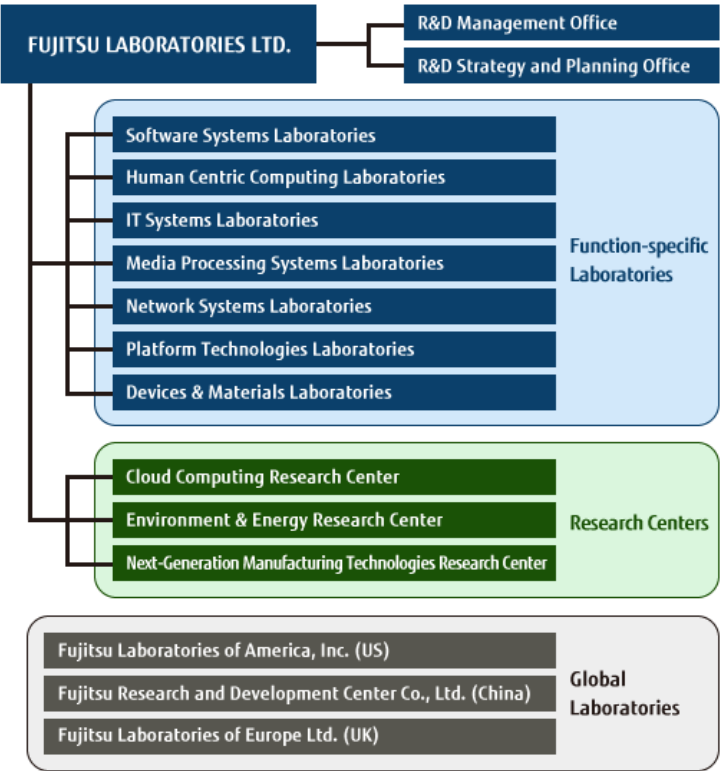 FUJITSU LABORATORIES LTD.
R&D Management Office
R&D Strategy and Planning Office
Software Systems Laboratories
Human Centric Computing Laboratories
IT Systems Laboratories
Media Processing Systems Laboratories
Network Systems Laboratories
Platform Technologies Laboratories
Devices & Materials Laboratories
Function-specific
Laboratories
Cloud Computing Research Center
Environment & Energy Research Center
Next-Generation Manufacturing Technologies Research Center
Research Centers
Fujitsu Laboratories of America, Inc. (US)
Fujitsu Research and Development Center Co., Ltd. (China)
Fujitsu Laboratories of Europe Ltd. (UK)
Global
Laboratories